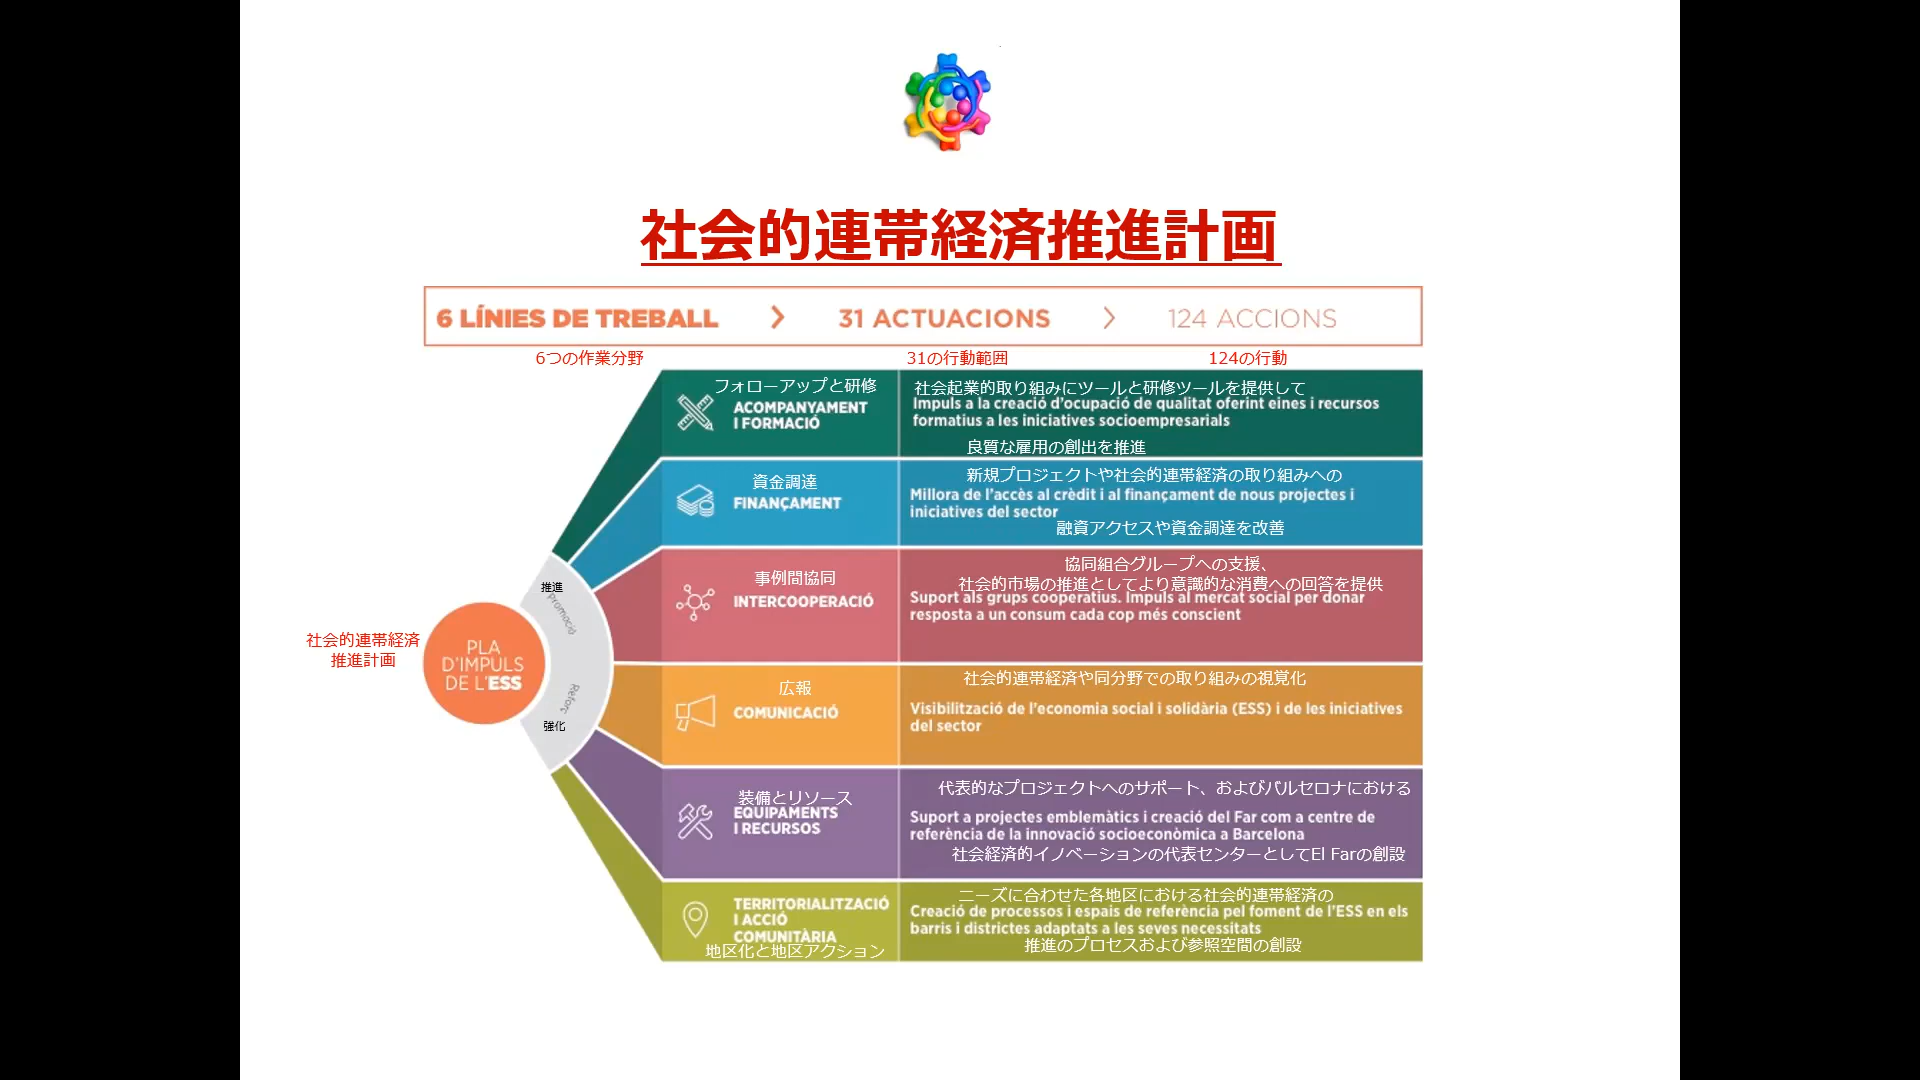 社会的連帯経済推進計画
6 LÍNIES DE TREBALL > 31 ACTUACIONS > 124 ACCIONS
6つの作業分野 31の行動範囲 124の行動
フォローアップと研修
ACOMPANYAMENT
I FORMACIÓ
社会起業的取り組みにツールと研修ツールを提供して
Impuls a la creació d'ocupació de qualitat oferint eines i recursos
formatius a les iniciatives socioempresarials
良質な雇用の創出を推進
資金調達
FINANÇAMENT
新規プロジェクトや社会的連帯経済の取り組みへの
Millora de l'accès al crèdit i al finançament de nous projectes i
iniciatives del sector
融資アクセスや資金調達を改善
事例間協同
INTERCOOPERACIÓ
協同組合グループへの支援、
社会的市場の推進としてより意識的な消費への回答を提供
Suport als grups cooperatius. Impuls al mercat social per donar
resposta a un consum cada cop més conscient
推進
Promoció
社会的連帯経済
推進計画
PLA
D'IMPULS
DE L'ESS
Reforç
強化
広報
COMUNICACIÓ
社会的連帯経済や同分野での取り組みの視覚化
Visibilització de l'economia social i solidària (ESS) i de les iniciatives
del sector
装備とリソース
EQUIPAMENTS
I RECURSOS
代表的なプロジェクトへのサポート、およびバルセロナにおける
Suport a projectes emblemàtics i creació del Far com a centre de
referència de la innovació socioeconòmica a Barcelona
社会経済的イノベーションの代表センターとしてEl Farの創設
TERRITORIALITZACIÓ
I ACCIÓ
COMUNITÀRIA
地区化と地区アクション
ニーズに合わせた各地区における社会的連帯経済の
Creació de processos i espais de referència pel foment de l'ESS en els
barris i districtes adaptats a les seves necessitats
推進のプロセスおよび参照空間の創設